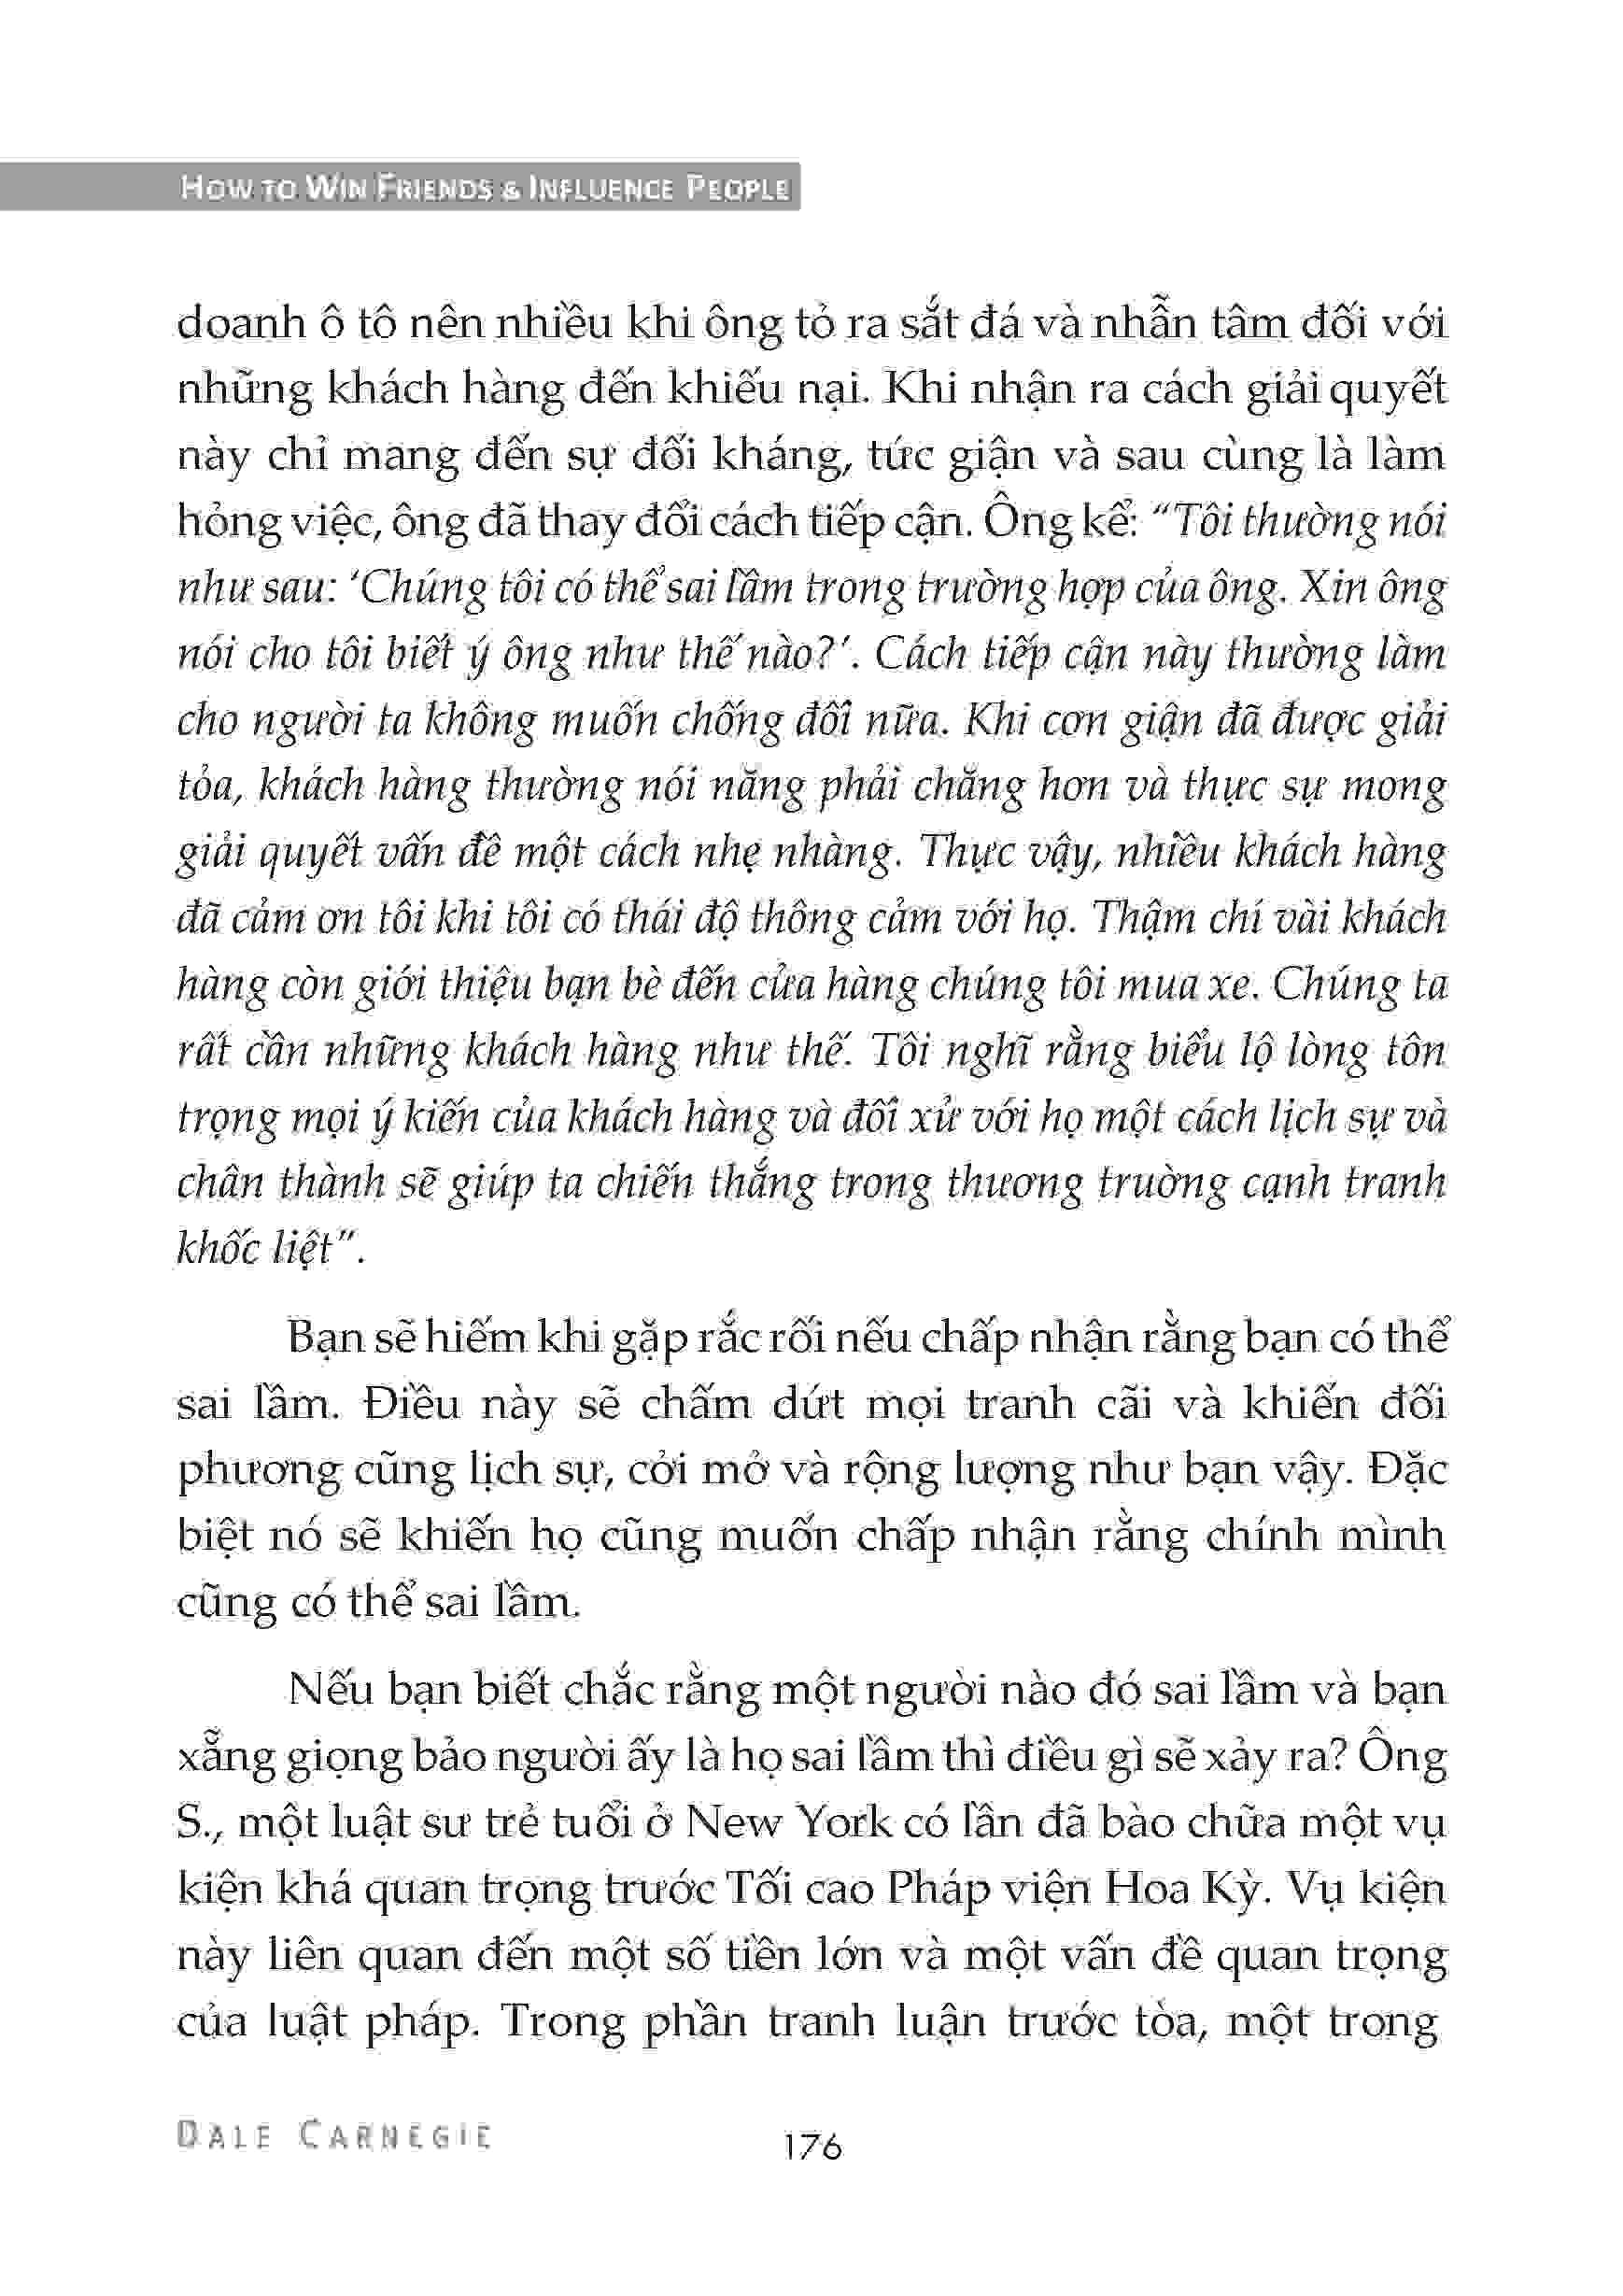 HOW TO WIN FRIENDS & INFLUENCE PEOPLE
doanh ô tô nên nhiều khi ông tỏ ra sắt đá và nhẫn tâm đối với
những khách hàng đến khiếu nại. Khi nhận ra cách giải quyết
này chỉ mang đến sự đối kháng, tức giận và sau cùng là làm
hỏng việc, ông đã thay đổi cách tiếp cận. Ông kể: “Tôi thường nói
như sau: ‘Chúng tôi có thể sai lầm trong trường hợp của ông. Xin ông
nói cho tôi biết ý ông như thế nào?’. Cách tiếp cận này thường làm
cho người ta không muốn chống đối nữa. Khi cơn giận đã được giải
tỏa, khách hàng thường nói năng phải chăng hơn và thực sự mong
giải quyết vấn đề một cách nhẹ nhàng. Thực vậy, nhiều khách hàng
đã cảm ơn tôi khi tôi có thái độ thông cảm với họ. Thậm chí vài khách
hàng còn giới thiệu bạn bè đến cửa hàng chúng tôi mua xe. Chúng ta
rất cần những khách hàng như thế. Tôi nghĩ rằng biểu lộ lòng tôn
trọng mọi ý kiến của khách hàng và đối xử với họ một cách lịch sự và
chân thành sẽ giúp ta chiến thắng trong thương truờng cạnh tranh
khốc liệt”.
Bạn sẽ hiếm khi gặp rắc rối nếu chấp nhận rằng bạn có thể
sai lầm. Điều này sẽ chấm dứt mọi tranh cãi và khiến đối
phương cũng lịch sự, cởi mở và rộng lượng như bạn vậy. Đặc
biệt nó sẽ khiến họ cũng muốn chấp nhận rằng chính mình
cũng có thể sai lầm.
Nếu bạn biết chắc rằng một người nào đó sai lầm và bạn
xẵng giọng bảo người ấy là họ sai lầm thì điều gì sẽ xảy ra? Ông
S., một luật sư trẻ tuổi ở New York có lần đã bào chữa một vụ
kiện khá quan trọng trước Tối cao Pháp viện Hoa Kỳ. Vụ kiện
này liên quan đến một số tiền lớn và một vấn đề quan trọng
của luật pháp. Trong phần tranh luận trước tòa, một trong
DALE CARNEGIE
176